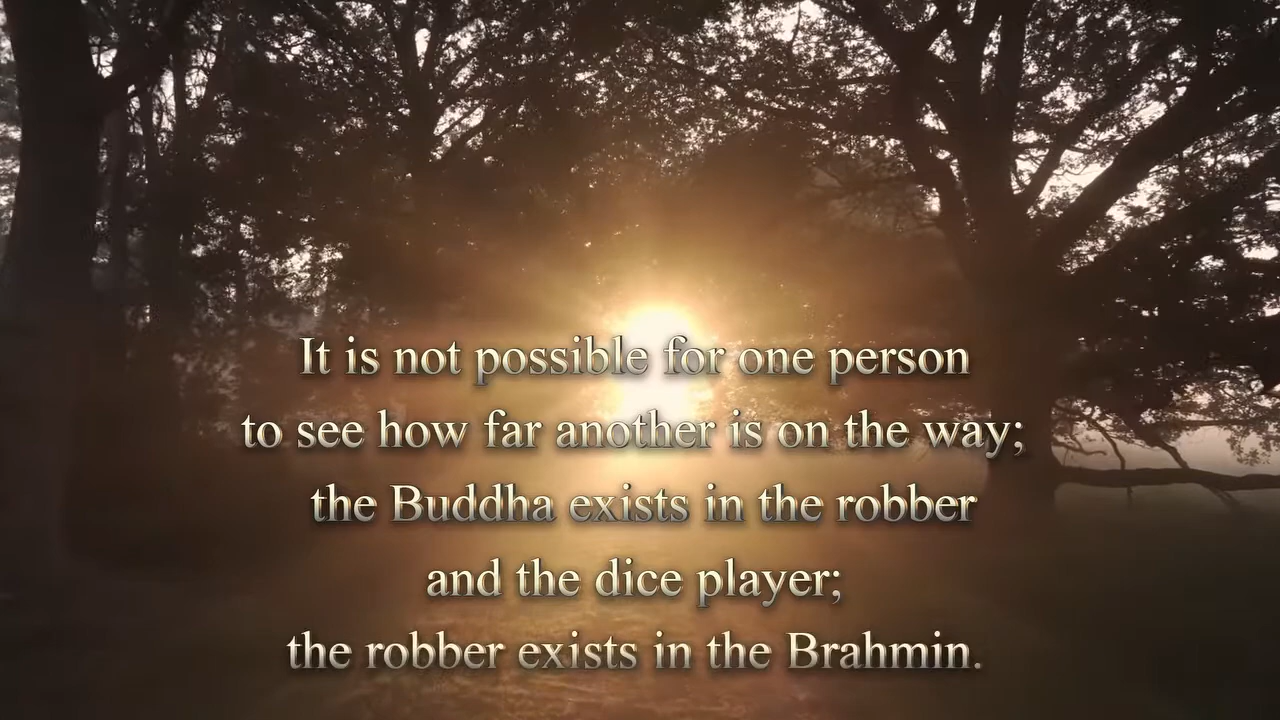 It is not possible for one person
to see how far another is on the way;
the Buddha exists in the robber
and the dice player;
the robber exists in the Brahmin.